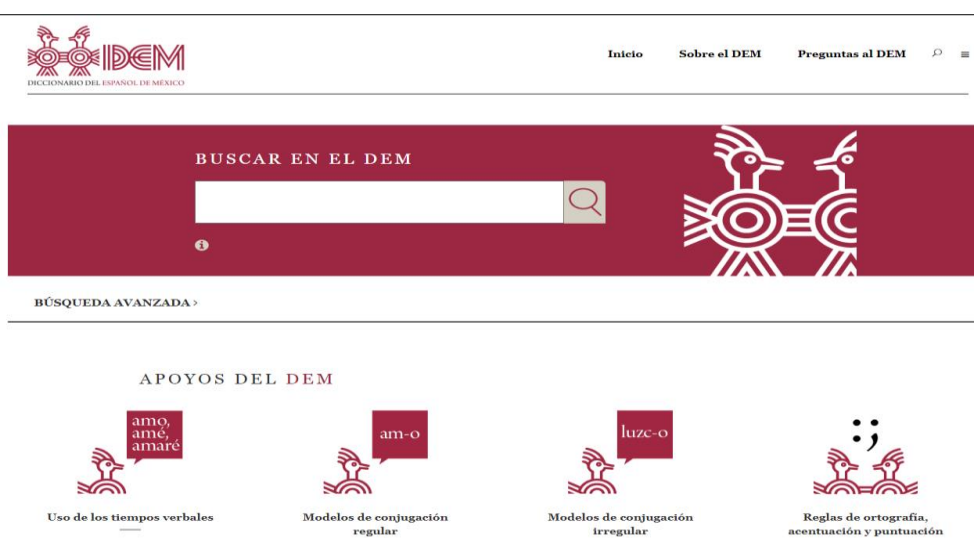 DEM
DICCIONARIO DEL ESPAÑOL DE MÉXICO
Inicio Sobre el DEM Preguntas al DEM
BUSCAR EN EL DEM
BÚSQUEDA AVANZADA >
APOYOS DEL DEM
amo,
amé,
amaré
Uso de los tiempos verbales
am-o
Modelos de conjugación
regular
luzc-o
Modelos de conjugación
irregular
:;
Reglas de ortografía,
acentuación y puntuación